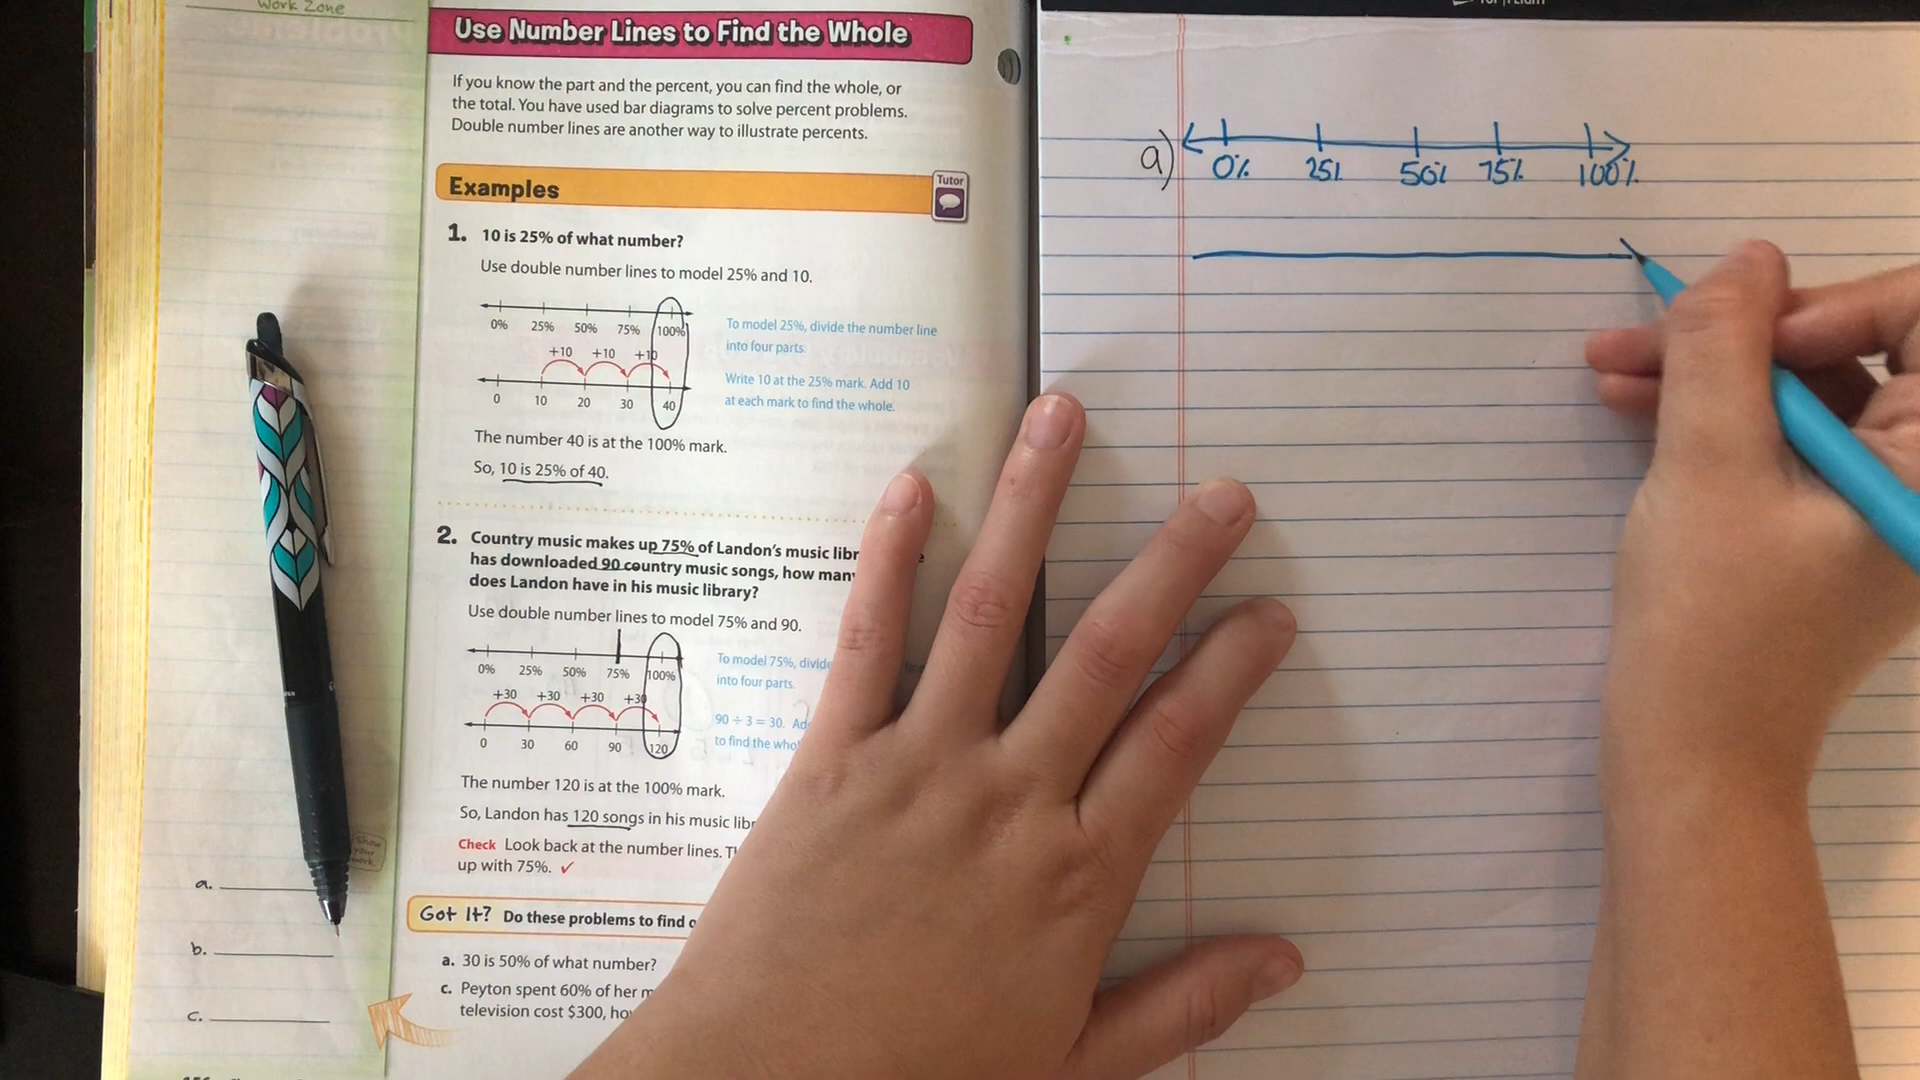 Work Zone
Use Number Lines to Find the Whole
If you know the part and the percent, you can find the whole, or
the total. You have used bar diagrams to solve percent problems.
Double number lines are another way to illustrate percents.
Examples
Tutor
1. 10 is 25% of what number?
Use double number lines to model 25% and 10.
0% 25% 50% 75% 100%
+10 +10 +10
0 10 20 30 40
To model 25%, divide the number line
into four parts.
Write 10 at the 25% mark. Add 10
at each mark to find the whole.
The number 40 is at the 100% mark.
So, 10 is 25% of 40.
2. Country music makes up 75% of Landon's music
has downloaded 90 country music songs, how
does Landon have in his music library?
Use double number lines to model 75% and 90.
0% 25% 50% 75% 100%
+30 +30 +30 +30
0 30 60 90 120
To model 75%,
into four parts.
90 ÷ 3 = 30.
to find the
The number 120 is at the 100% mark.
So, Landon has 120 songs in his music
Check Look back at the number lines.
up with 75%. ✓
Show
your
work.
Got It? Do these problems to find
a. 30 is 50% of what number?
c. Peyton spent 60% of her
television cost $300,
a.
b.
c.
a)
0% 25% 50% 75% 100%